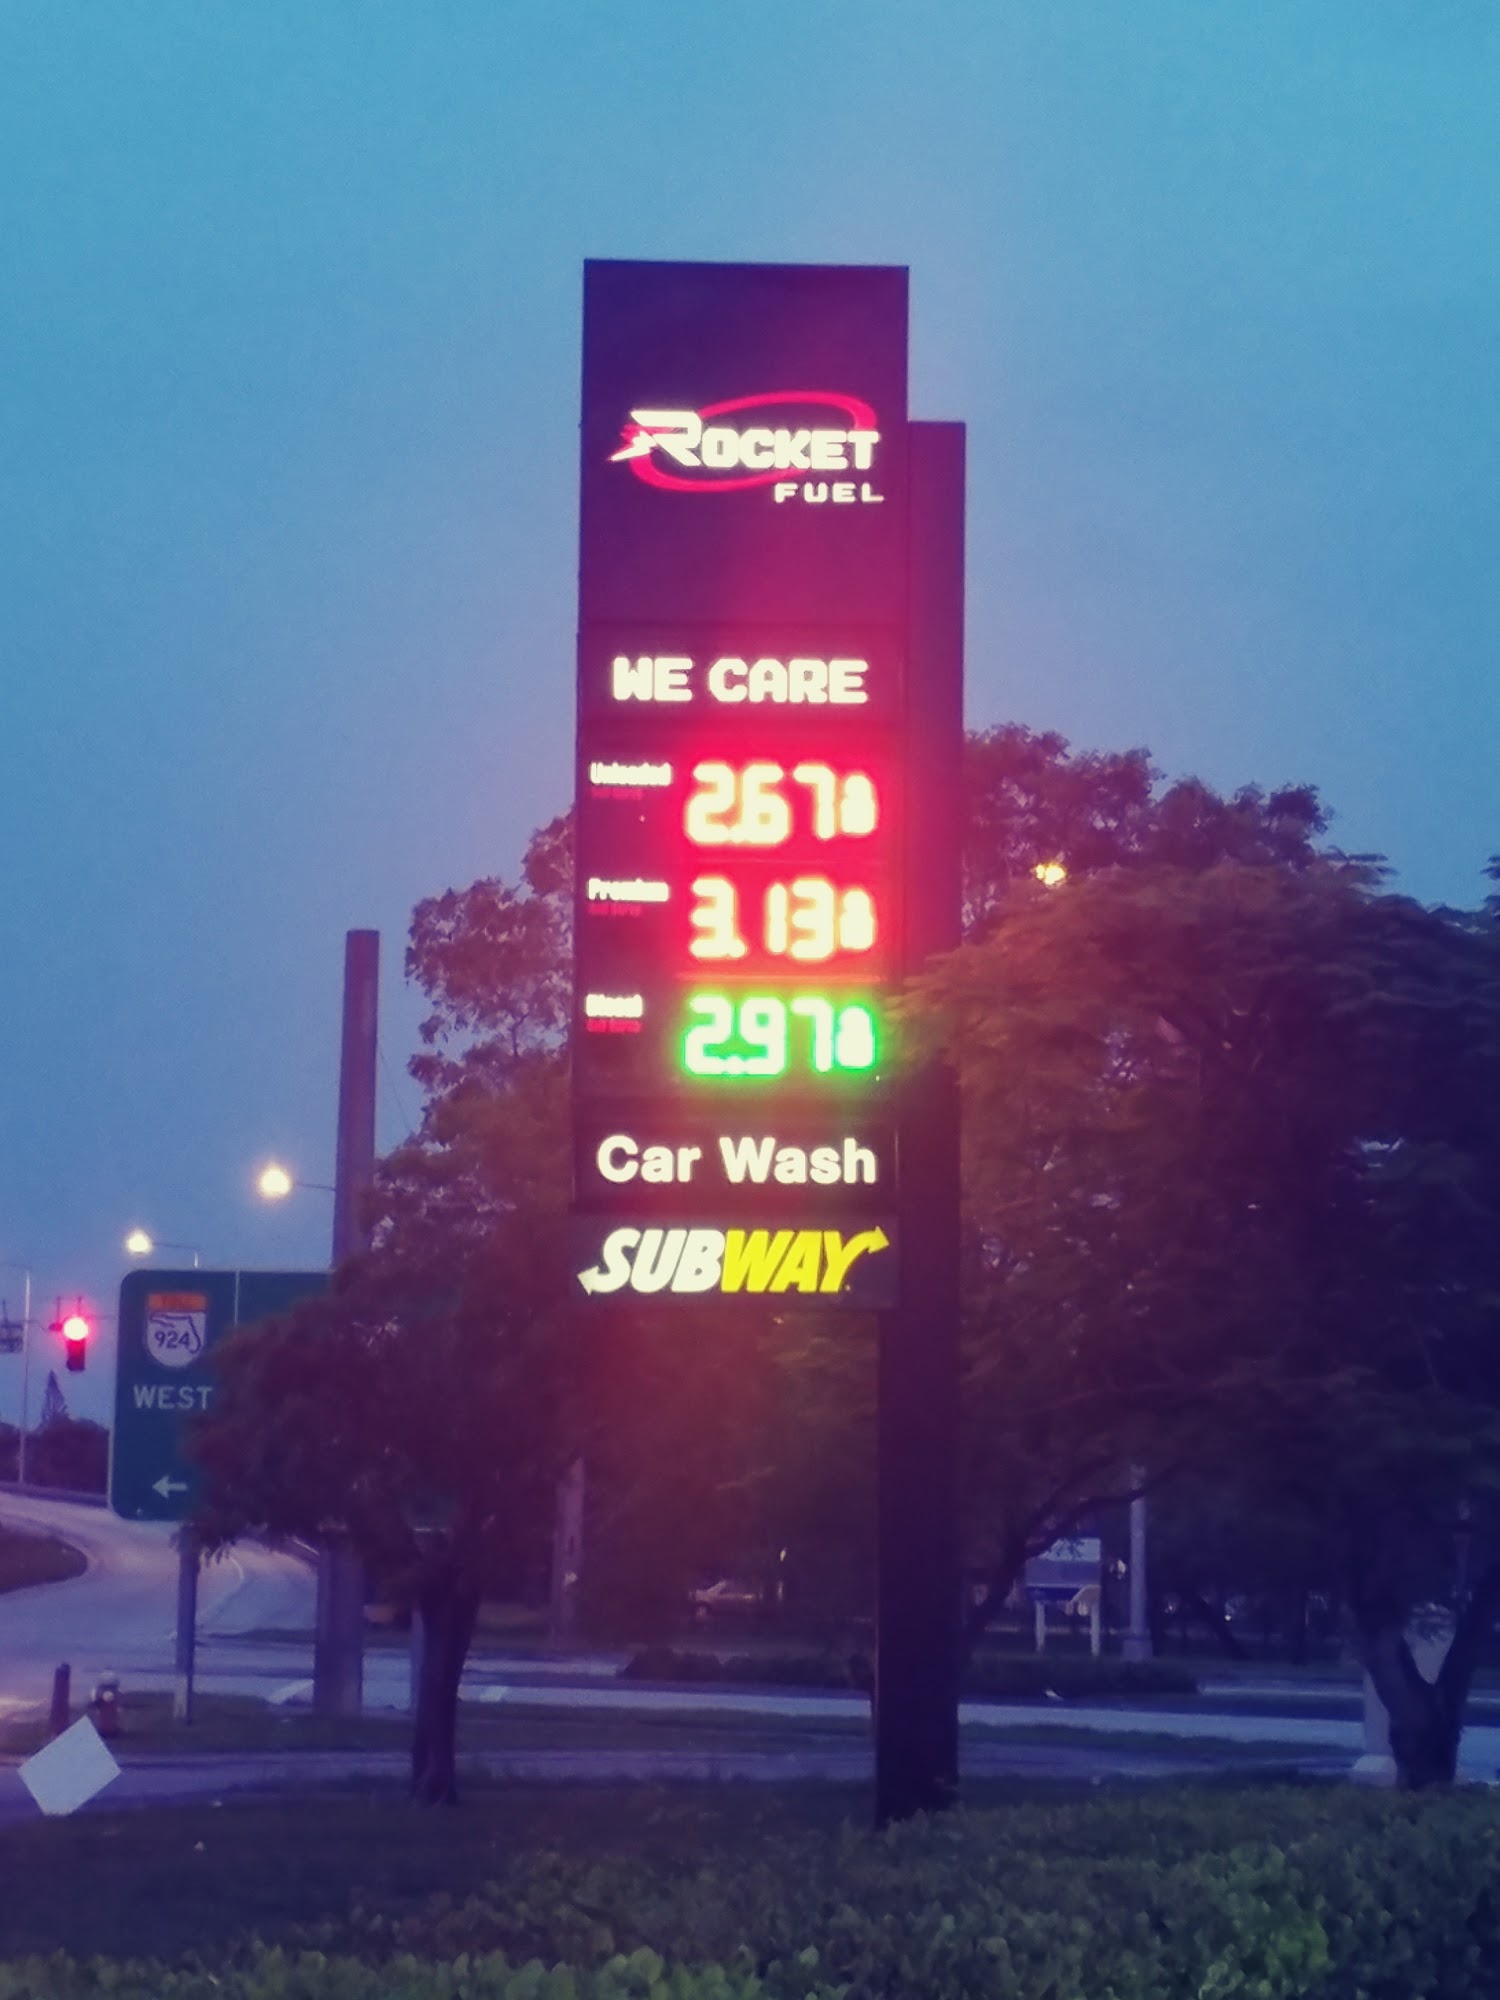 ROCKET
FUEL
WE CARE
Unleaded
2.67
Premium
3.13
Diesel
2.97
Car Wash
SUBWAY
924
WEST